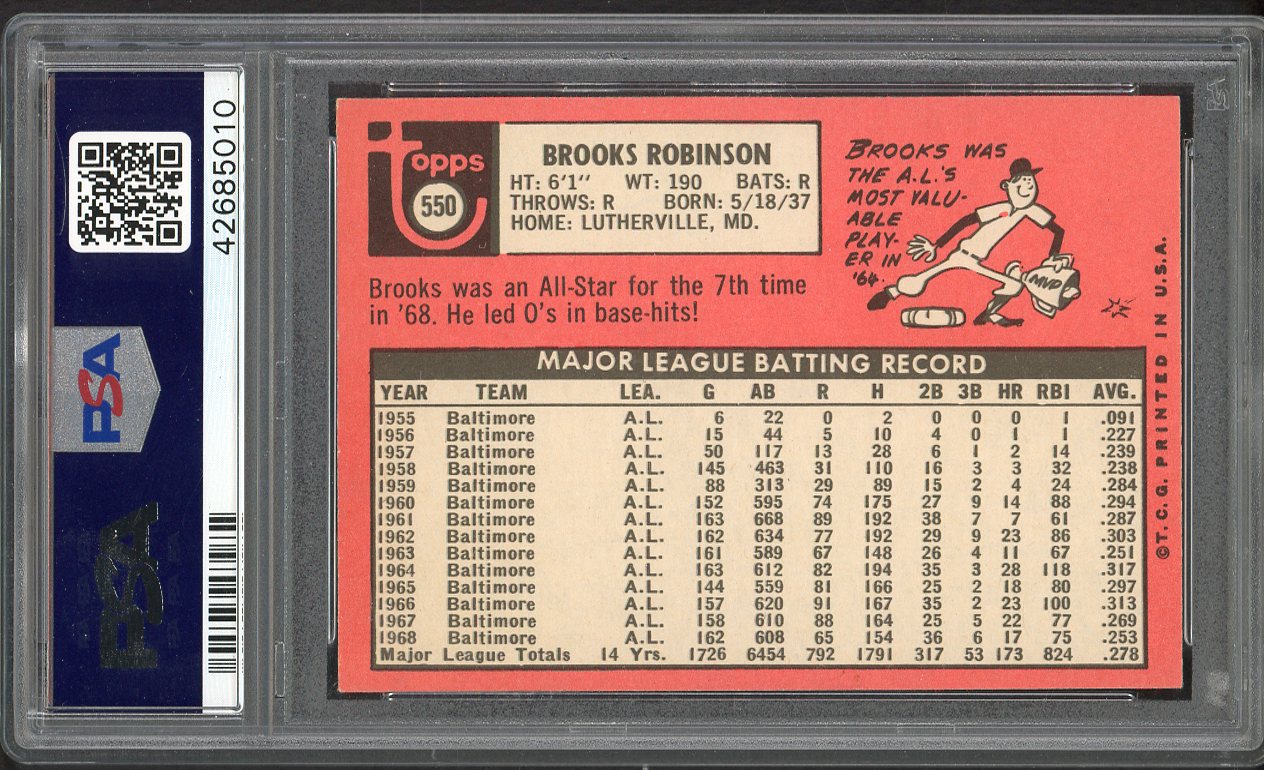 42685010
PSA
PSA
Topps
550
BROOKS ROBINSON
HT: 6'1'' WT: 190 BATS: R
THROWS: R BORN: 5/18/37
HOME: LUTHERVILLE, MD.
BROOKS WAS
THE A.L.'S
MOST VALU-
ABLE
PLAY-
ER IN
'64.
MVP
Brooks was an All-Star for the 7th time
in '68. He led O's in base-hits!
MAJOR LEAGUE BATTING RECORD
YEAR TEAM LEA. G AB R H 2B 3B HR RBI AVG.
1955 Baltimore A.L. 6 22 0 2 0 0 0 1 .091
1956 Baltimore A.L. 15 44 5 10 4 0 1 1 .227
1957 Baltimore A.L. 50 117 13 28 6 1 2 14 .239
1958 Baltimore A.L. 145 463 31 110 16 3 3 32 .238
1959 Baltimore A.L. 88 313 29 89 15 2 4 24 .284
1960 Baltimore A.L. 152 595 74 175 27 9 14 88 .294
1961 Baltimore A.L. 163 668 89 192 38 7 7 61 .287
1962 Baltimore A.L. 162 634 77 192 29 9 23 86 .303
1963 Baltimore A.L. 161 589 67 148 26 4 11 67 .251
1964 Baltimore A.L. 163 612 82 194 35 3 28 118 .317
1965 Baltimore A.L. 144 559 81 166 25 2 18 80 .297
1966 Baltimore A.L. 157 620 91 167 35 2 23 100 .313
1967 Baltimore A.L. 158 610 88 164 25 5 22 77 .269
1968 Baltimore A.L. 162 608 65 154 36 6 17 75 .253
Major League Totals 14 Yrs. 1726 6454 792 1791 317 53 173 824 .278
©T.C.G. PRINTED IN U.S.A.